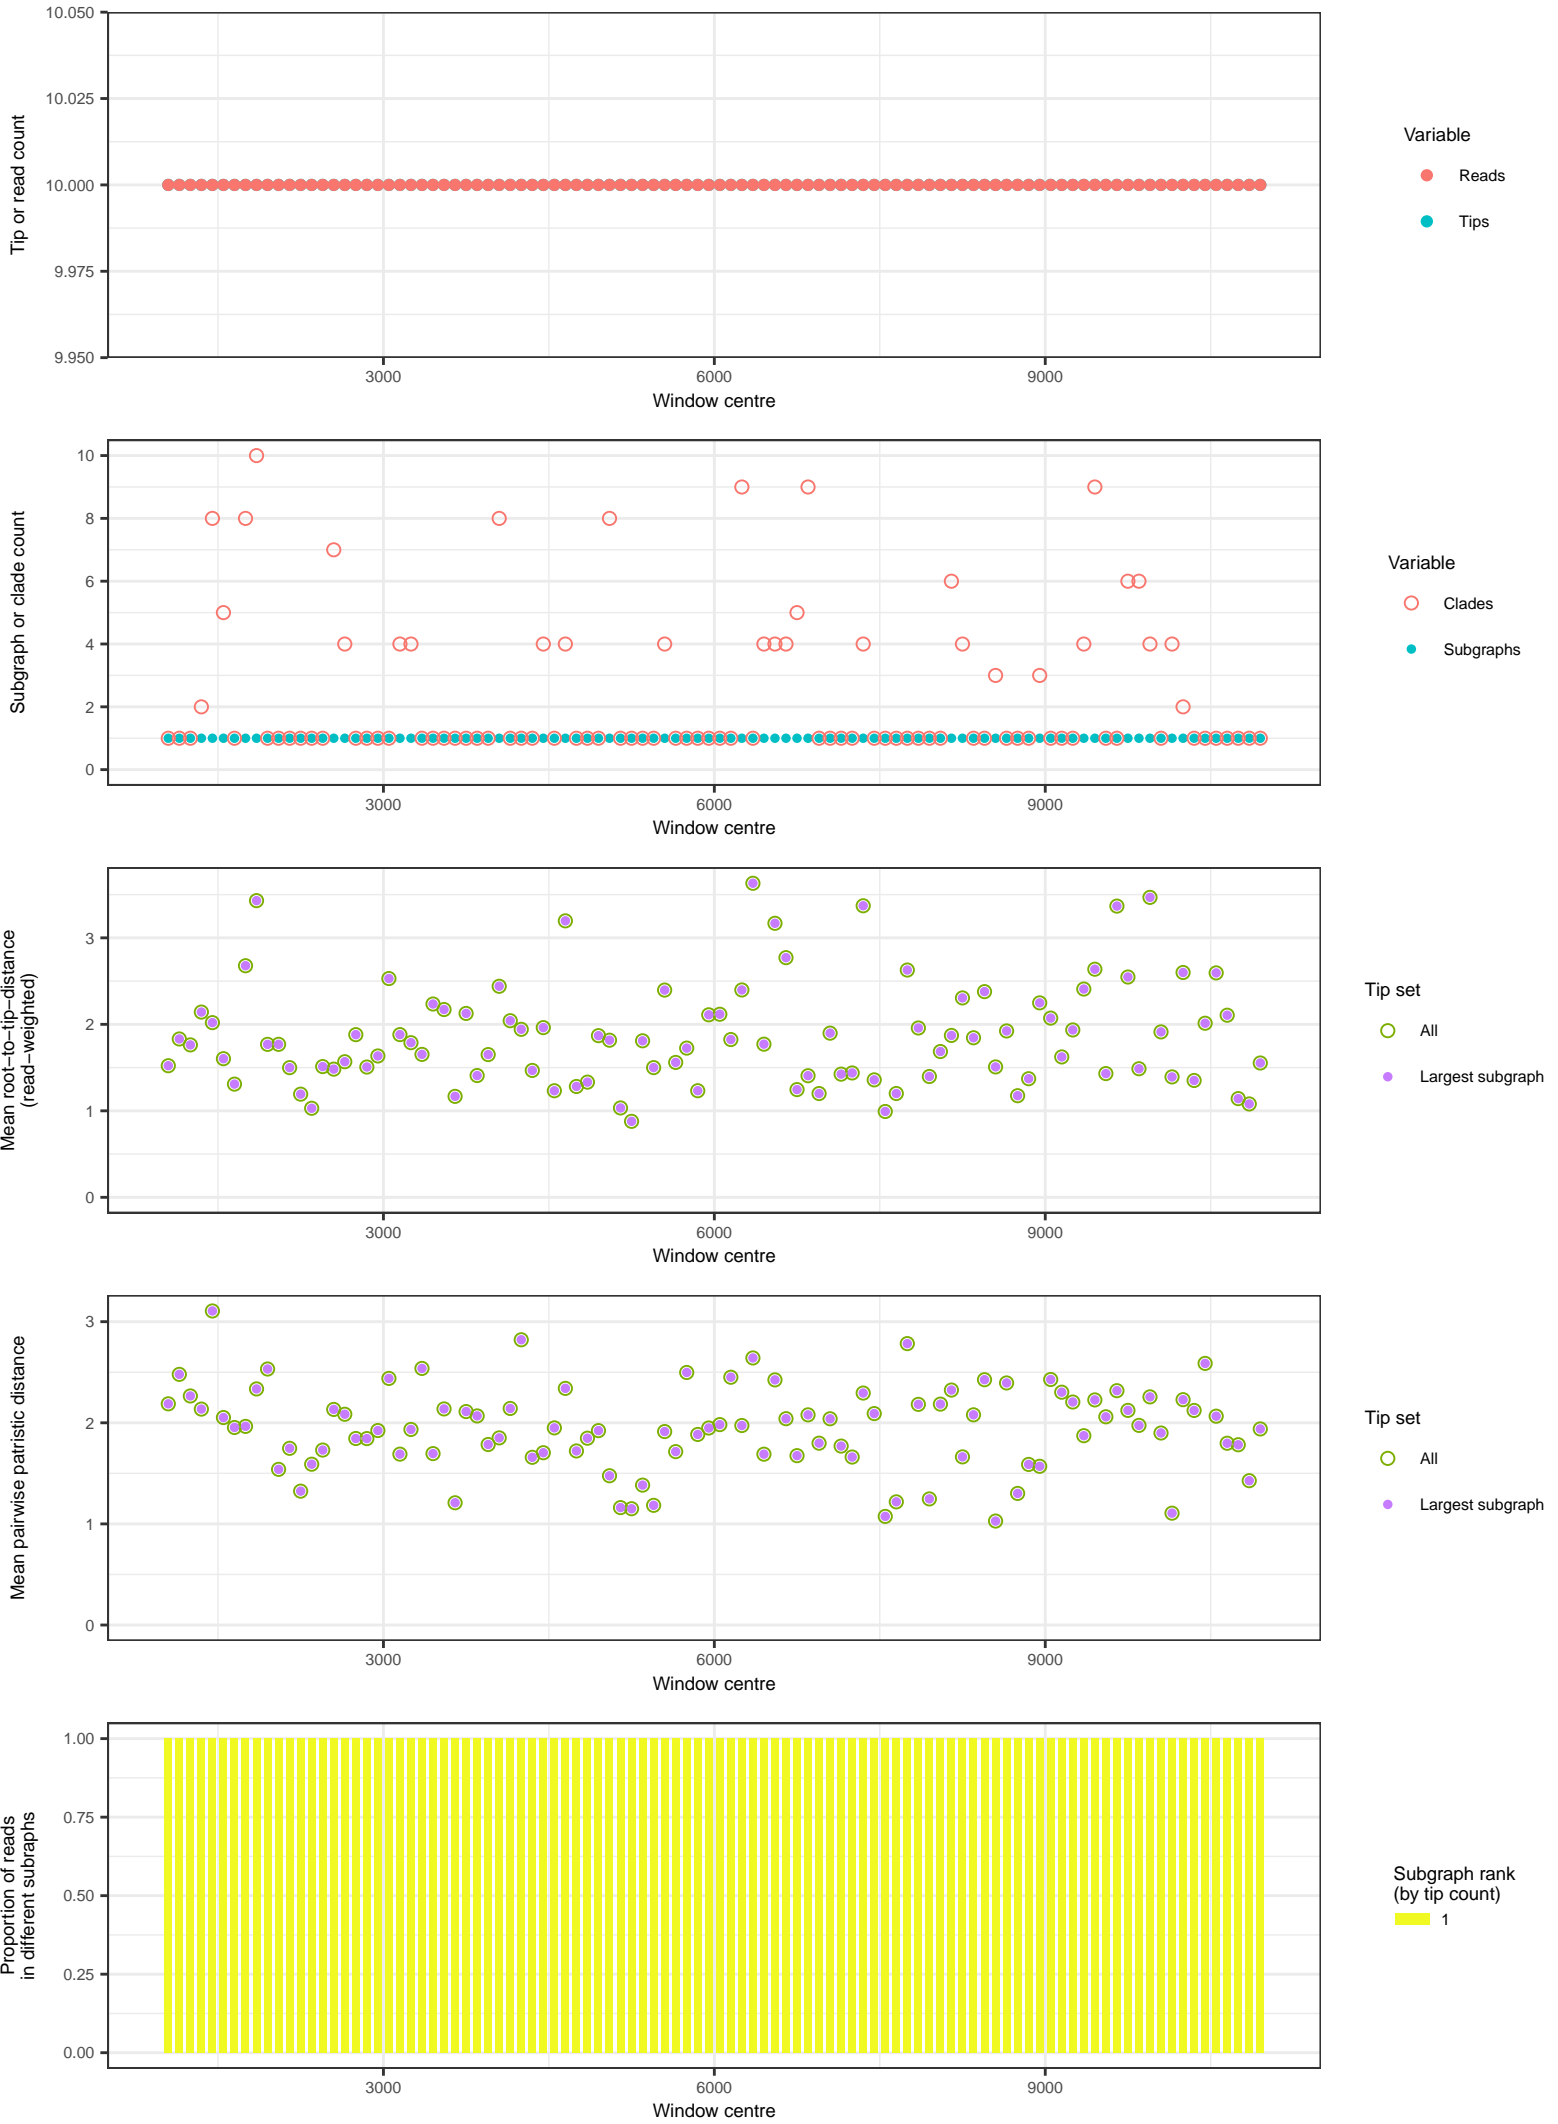 10.050
10.025
10.000
9.975
9.950
Tip or read count
3000
6000
9000
Window centre
Variable
Reads
Tips
10
8
6
4
2
0
Subgraph or clade count
3000
6000
9000
Window centre
Variable
Clades
Subgraphs
3
2
1
0
Mean root−to−tip−distance
(read−weighted)
3000
6000
9000
Window centre
Tip set
All
Largest subgraph
3
2
1
0
Mean pairwise patristic distance
3000
6000
9000
Window centre
Tip set
All
Largest subgraph
1.00
0.75
0.50
0.25
0.00
Proportion of reads
in different subraphs
3000
6000
9000
Window centre
Subgraph rank
(by tip count)
1